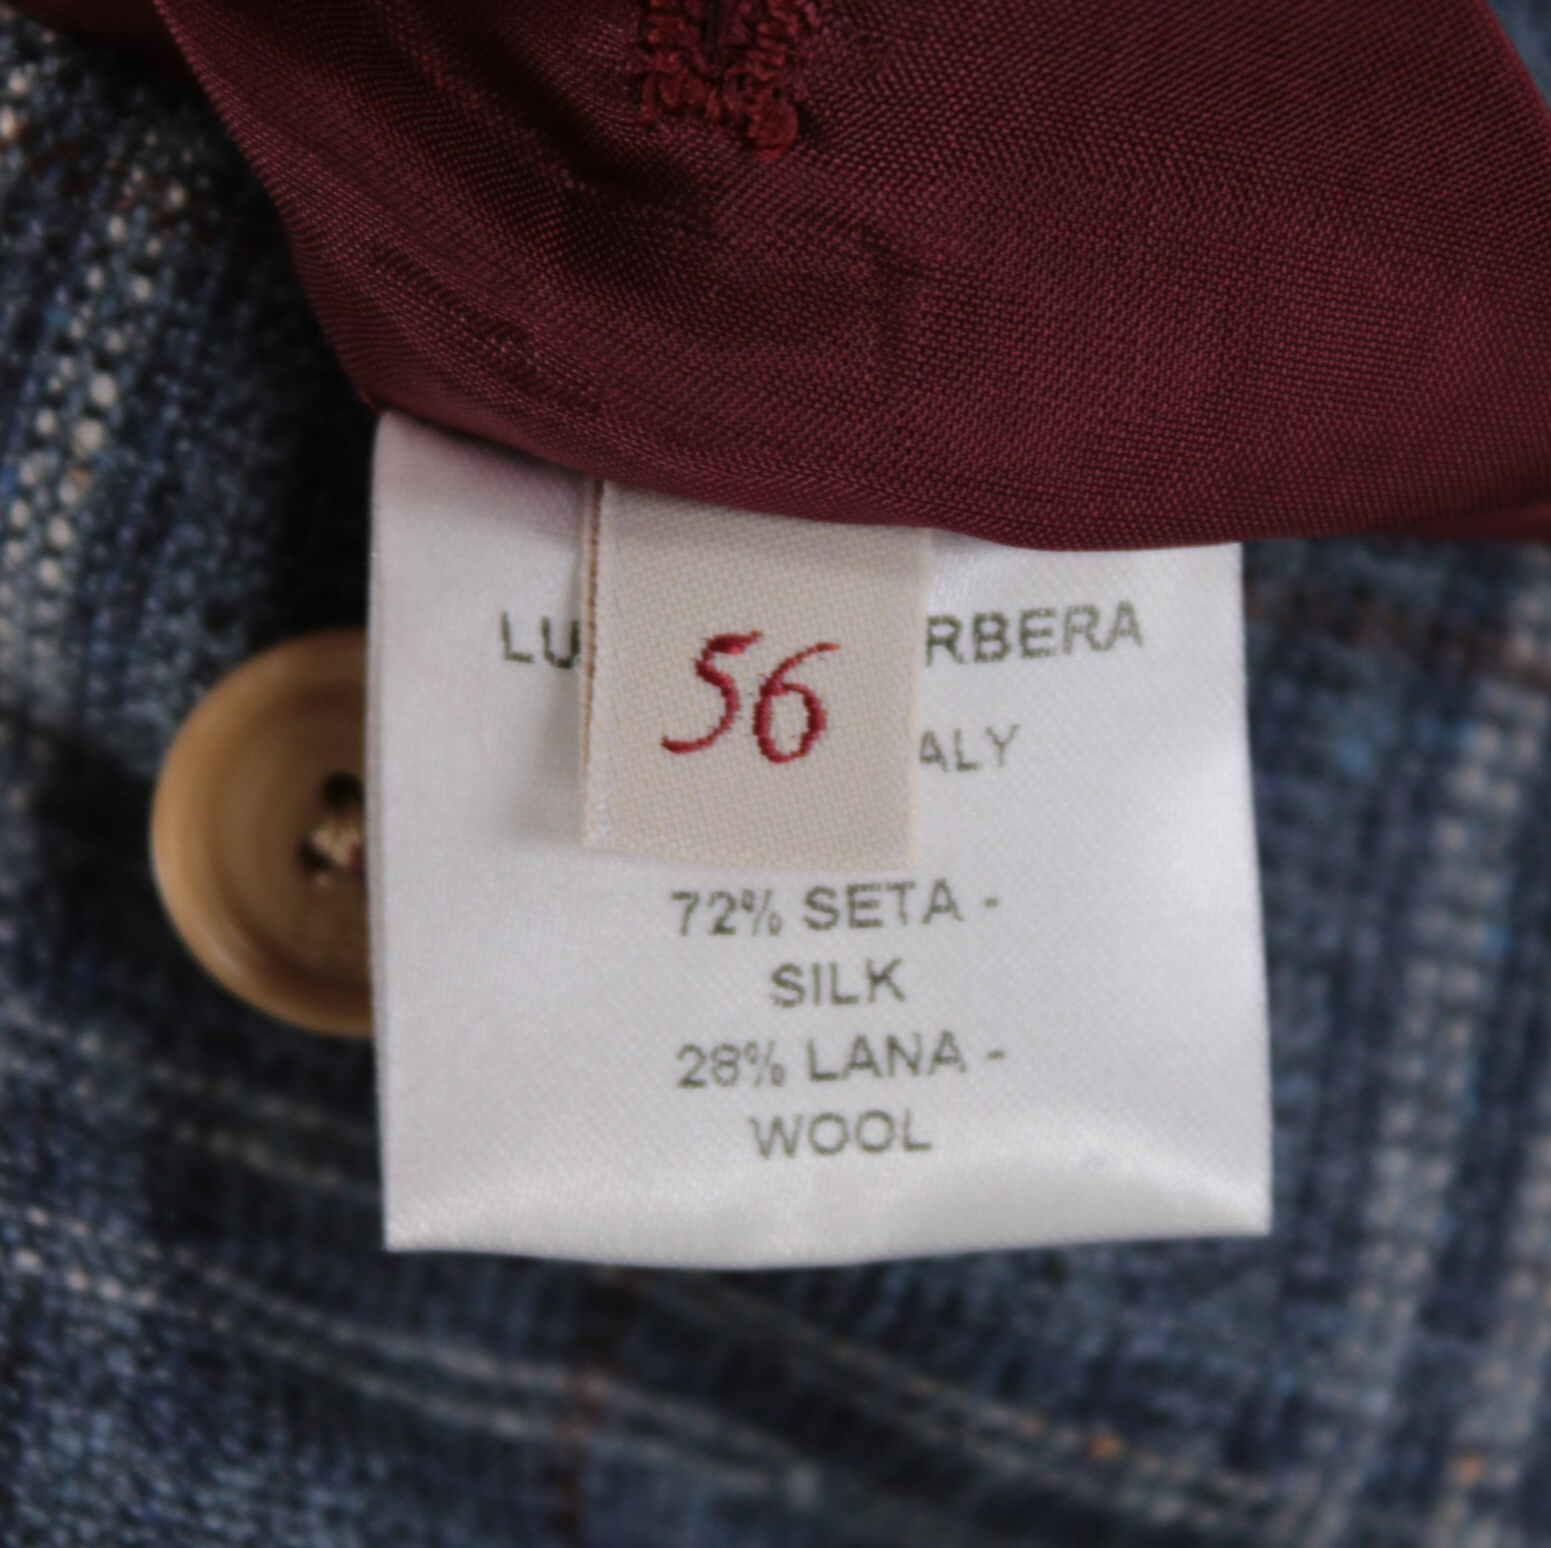 LU RBERA
56
ALY
72% SETA -
SILK
28% LANA -
WOOL